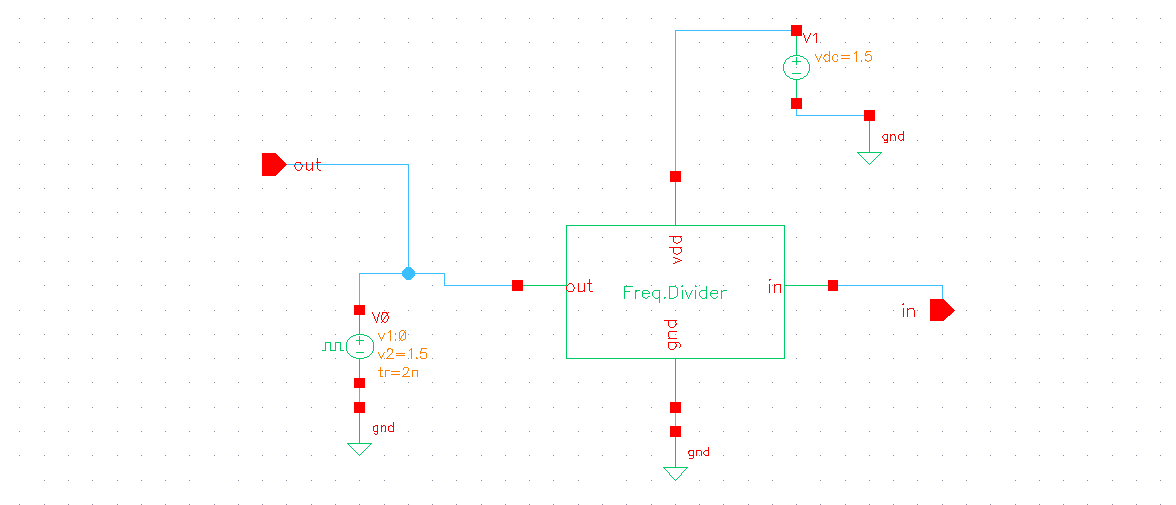 V1
vdc=1.5
gnd
out
vdd
out
Freq.Divider
in
gnd
in
V0
v1:0
v2=1.5
tr=2n
gnd
gnd